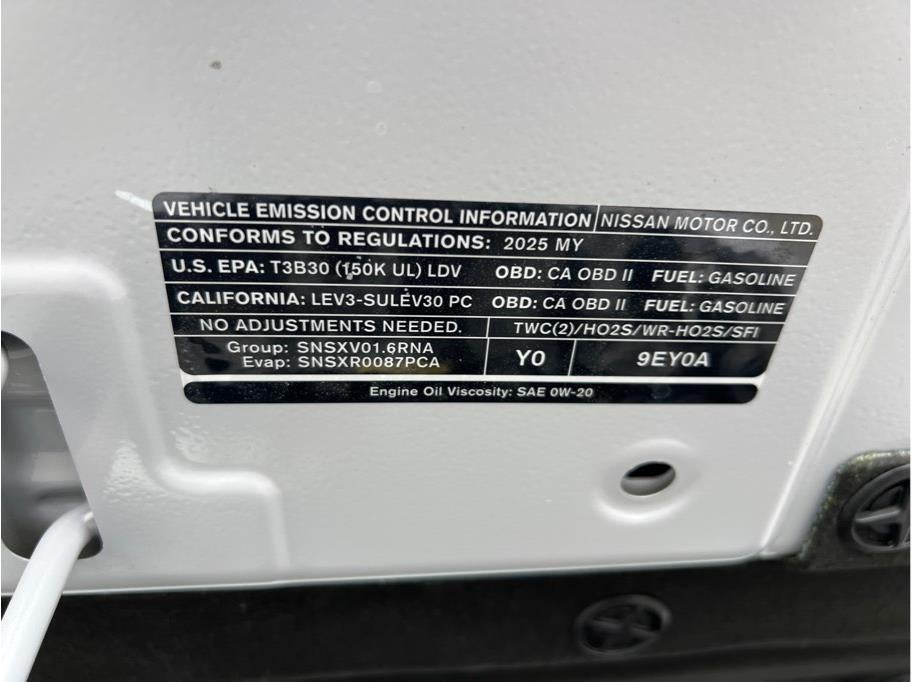 VEHICLE EMISSION CONTROL INFORMATION NISSAN MOTOR CO., LTD.
CONFORMS TO REGULATIONS: 2025 MY
U.S. EPA: T3B30 (150K UL) LDV OBD: CA OBD II FUEL: GASOLINE
CALIFORNIA: LEV3-SULEV30 PC OBD: CA OBD II FUEL: GASOLINE
NO ADJUSTMENTS NEEDED. TWC(2)/HO2S/WR-HO2S/SFI
Group: SNSXV01.6RNA
Evap: SNSXR0087PCA
Y0 9EY0A
Engine Oil Viscosity: SAE 0W-20